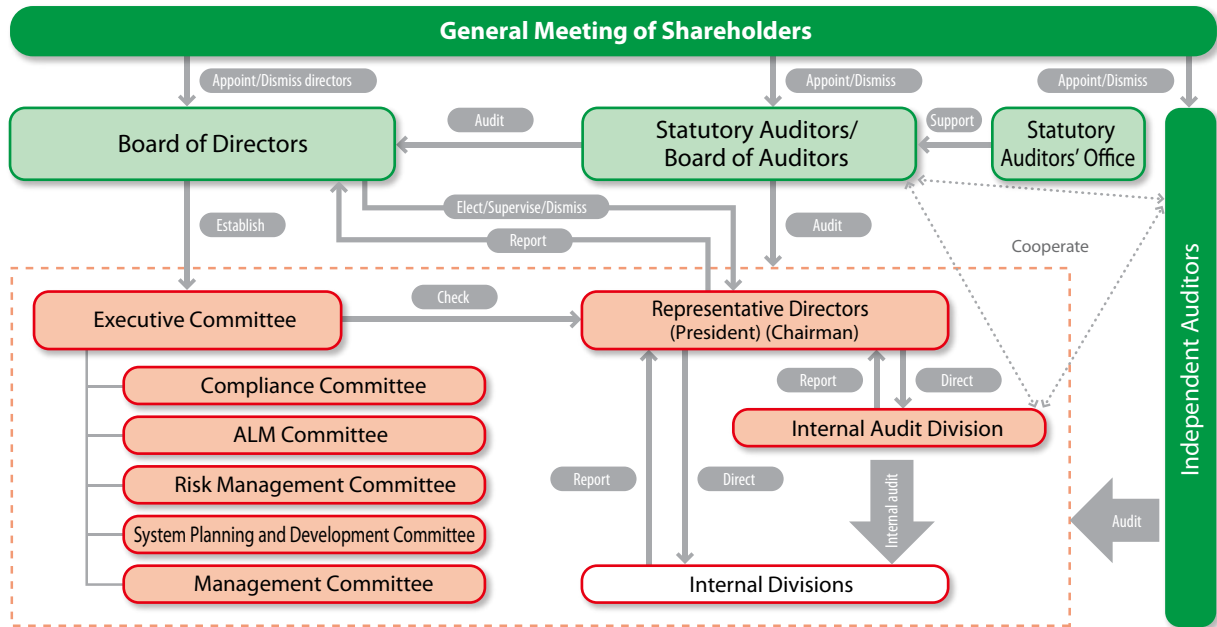 General Meeting of Shareholders
Appoint/Dismiss directors
Appoint/Dismiss
Appoint/Dismiss
Board of Directors
Audit
Statutory Auditors/
Board of Auditors
Support
Statutory
Auditors’ Office
Independent Auditors
Establish
Elect/Supervise/Dismiss
Report
Audit
Cooperate
Executive Committee
Check
Representative Directors
(President) (Chairman)
Compliance Committee
ALM Committee
Risk Management Committee
System Planning and Development Committee
Management Committee
Report
Direct
Internal Audit Division
Report
Direct
Internal audit
Audit
Internal Divisions